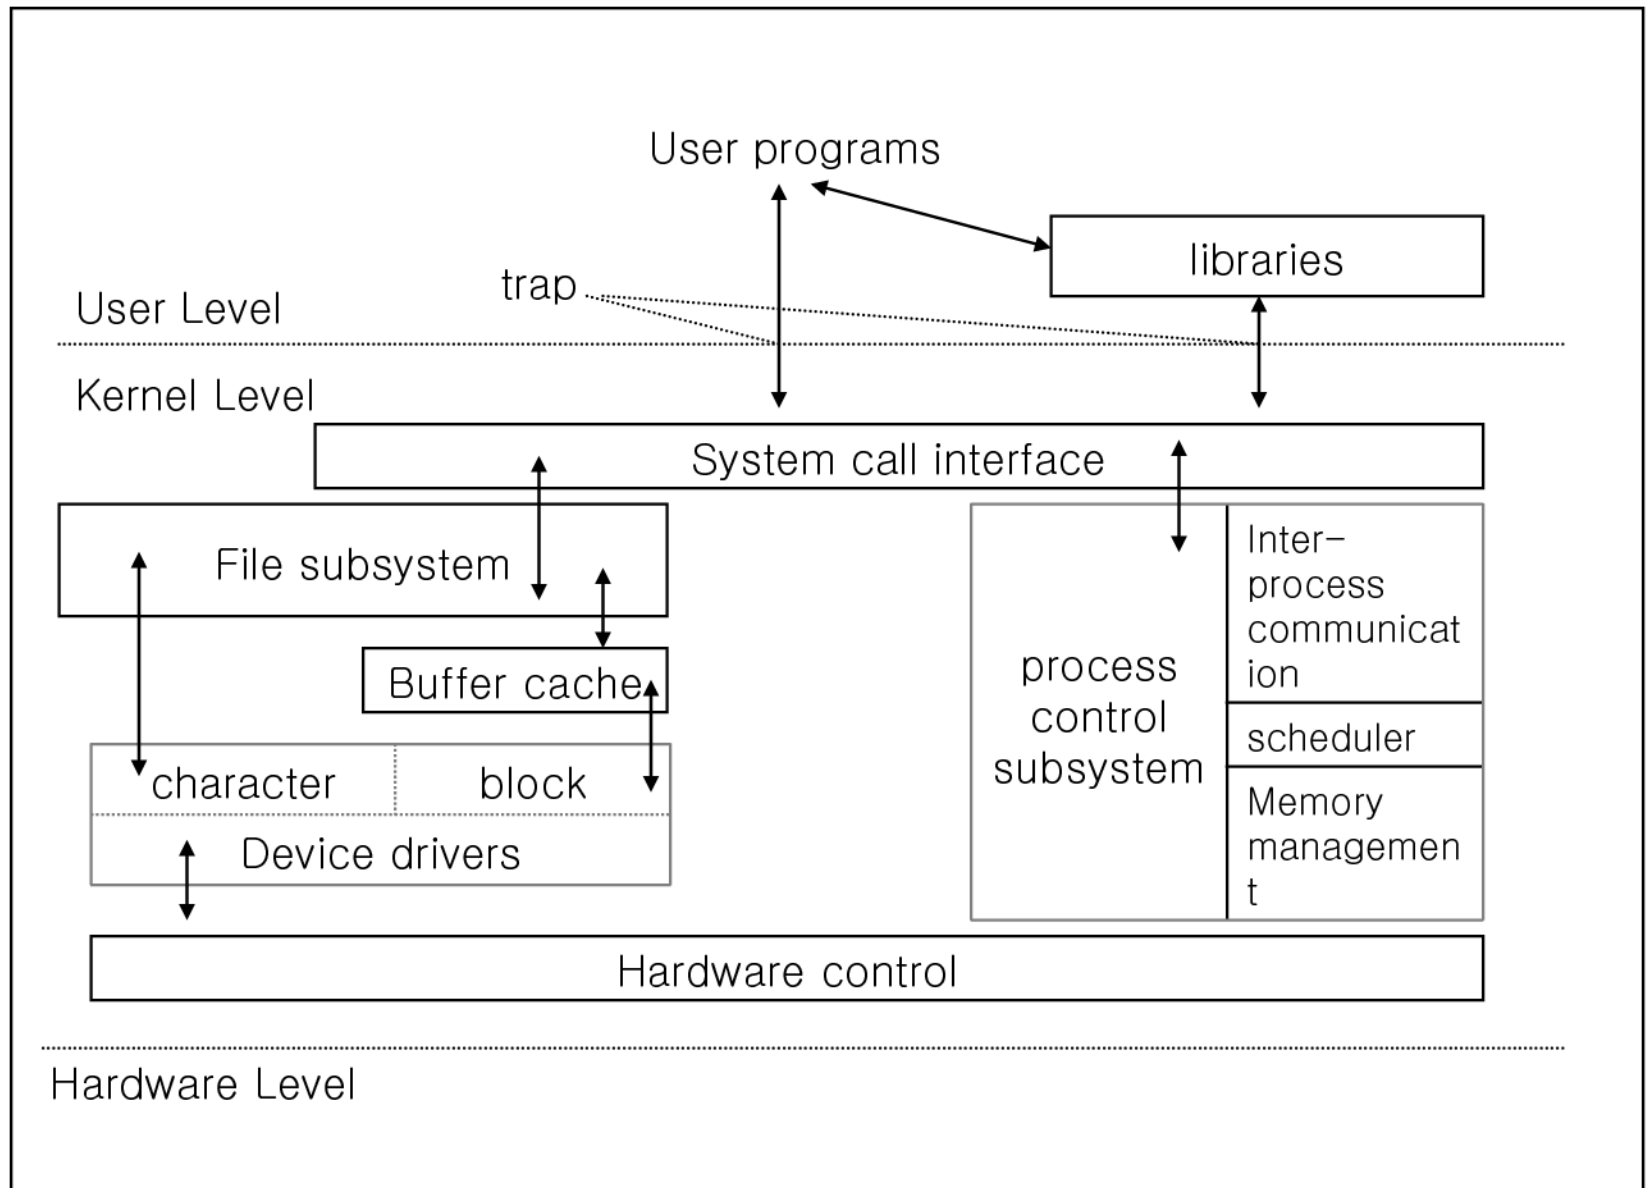 User programs
libraries
trap
User Level
Kernel Level
System call interface
File subsystem
Buffer cache
character
block
Device drivers
process
control
subsystem
Inter-
process
communicat
ion
scheduler
Memory
managemen
t
Hardware control
Hardware Level